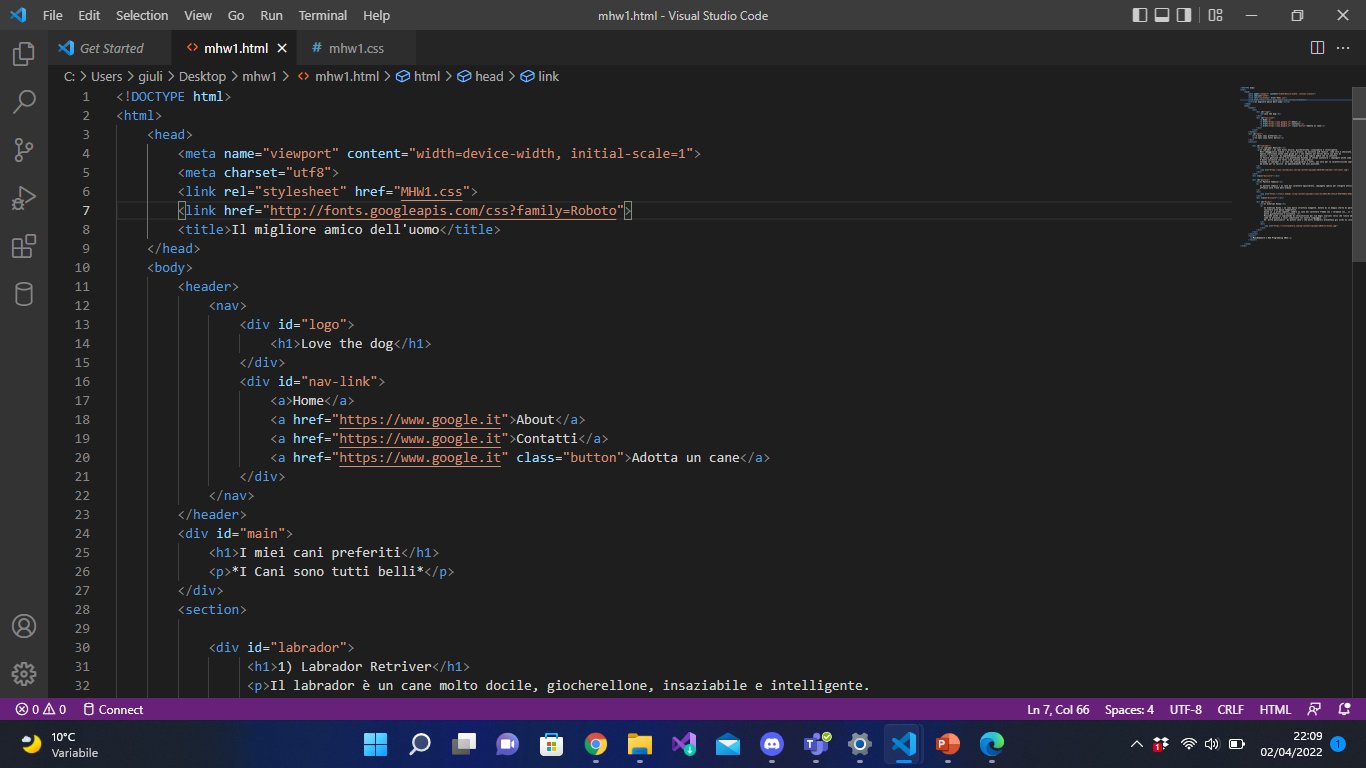 File Edit Selection View Go Run Terminal Help mhw1.html - Visual Studio Code
Get Started mhw1.html # mhw1.css
C: > Users > giuli > Desktop > mhw1 > mhw1.html > html > head > link
1 <!DOCTYPE html>
2 <html>
3 <head>
4 <meta name="viewport" content="width=device-width, initial-scale=1">
5 <meta charset="utf8">
6 <link rel="stylesheet" href="MHW1.css">
7 <link href="http://fonts.googleapis.com/css?family=Roboto">
8 <title>Il migliore amico dell'uomo</title>
9 </head>
10 <body>
11 <header>
12 <nav>
13 <div id="logo">
14 <h1>Love the dog</h1>
15 </div>
16 <div id="nav-link">
17 <a>Home</a>
18 <a href="https://www.google.it">About</a>
19 <a href="https://www.google.it">Contatti</a>
20 <a href="https://www.google.it" class="button">Adotta un cane</a>
21 </div>
22 </nav>
23 </header>
24 <div id="main">
25 <h1>I miei cani preferiti</h1>
26 <p>*I Cani sono tutti belli*</p>
27 </div>
28 <section>
29
30 <div id="labrador">
31 <h1>1) Labrador Retriver</h1>
32 <p>Il labrador è un cane molto docile, giocherellone, insaziabile e intelligente.
0 0 Connect Ln 7, Col 66 Spaces: 4 UTF-8 CRLF HTML
10°C
Variabile
22:09
02/04/2022
1
1